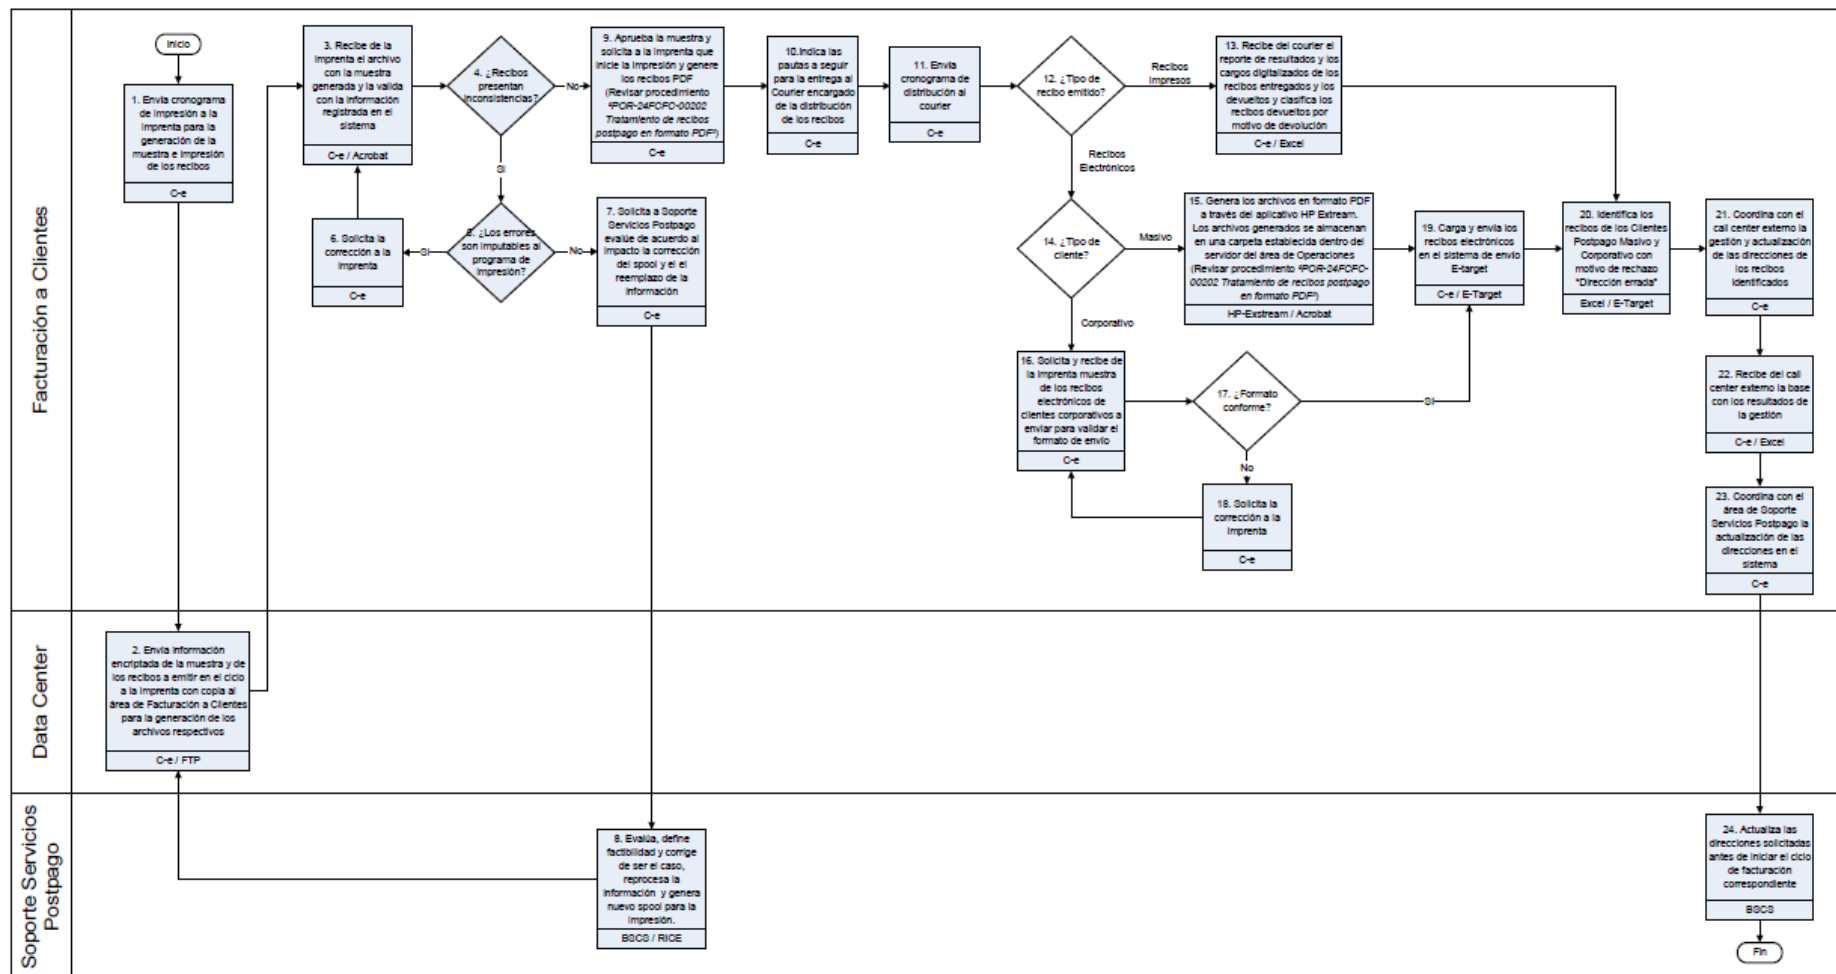 Facturación a Clientes
Inicio
1. Envía cronograma
de impresión a la
imprenta para la
generación de la
muestra e impresión
de los recibos
C-e
3. Recibe de la
imprenta el archivo
con la muestra
generada y la valida
con la información
registrada en el
sistema
C-e / Acrobat
4. ¿Recibos
presentan
inconsistencias?
No
Si
5. ¿Los errores
son imputables al
programa de
impresión?
Si
No
6. Solicita la
corrección a la
imprenta
C-e
7. Solicita a Soporte
Servicios Postpago
evalúe de acuerdo al
impacto la corrección
del spool y el el
reemplazo de la
información
C-e
9. Aprueba la muestra y
solicita a la imprenta que
inicie la impresión y genere
los recibos PDF
(Revisar procedimiento
"POR-24FCFC-00202
Tratamiento de recibos
postpago en formato PDF")
C-e
10.Indica las
pautas a seguir
para la entrega al
Courier encargado
de la distribución
de los recibos
C-e
11. Envía
cronograma de
distribución al
courier
C-e
12. ¿Tipo de
recibo emitido?
Recibos
Impresos
Recibos
Electrónicos
13. Recibe del courier el
reporte de resultados y los
cargos digitalizados de los
recibos entregados y los
devueltos y clasifica los
recibos devueltos por
motivo de devolución
C-e / Excel
14. ¿Tipo de
cliente?
Masivo
Corporativo
15. Genera los archivos en formato PDF
a través del aplicativo HP Extream.
Los archivos generados se almacenan
en una carpeta establecida dentro del
servidor del área de Operaciones
(Revisar procedimiento "POR-24FCFC-
00202 Tratamiento de recibos postpago
en formato PDF")
HP-Exstream / Acrobat
16. Solicita y recibe de
la imprenta muestra
de los recibos
electrónicos de
clientes corporativos a
enviar para validar el
formato de envío
C-e
17. ¿Formato
conforme?
Si
No
18. Solicita la
corrección a la
imprenta
C-e
19. Carga y envía los
recibos electrónicos
en el sistema de envío
E-target
C-e / E-Target
20. Identifica los
recibos de los Clientes
Postpago Masivo y
Corporativo con
motivo de rechazo
"Dirección errada"
Excel / E-Target
21. Coordina con el
call center externo la
gestión y actualización
de las direcciones de
los recibos
identificados
C-e
22. Recibe del call
center externo la base
con los resultados de
la gestión
C-e / Excel
23. Coordina con el
área de Soporte
Servicios Postpago la
actualización de las
direcciones en el
sistema
C-e
Data Center
2. Envía información
encriptada de la muestra y de
los recibos a emitir en el ciclo
a la imprenta con copia al
área de Facturación a Clientes
para la generación de los
archivos respectivos
C-e / FTP
Soporte Servicios
Postpago
8. Evalúa, define
factibilidad y corrige
de ser el caso,
reprocesa la
información y genera
nuevo spool para la
impresión.
BSCS / RICE
24. Actualiza las
direcciones solicitadas
antes de iniciar el ciclo
de facturación
correspondiente
BSCS
Fin